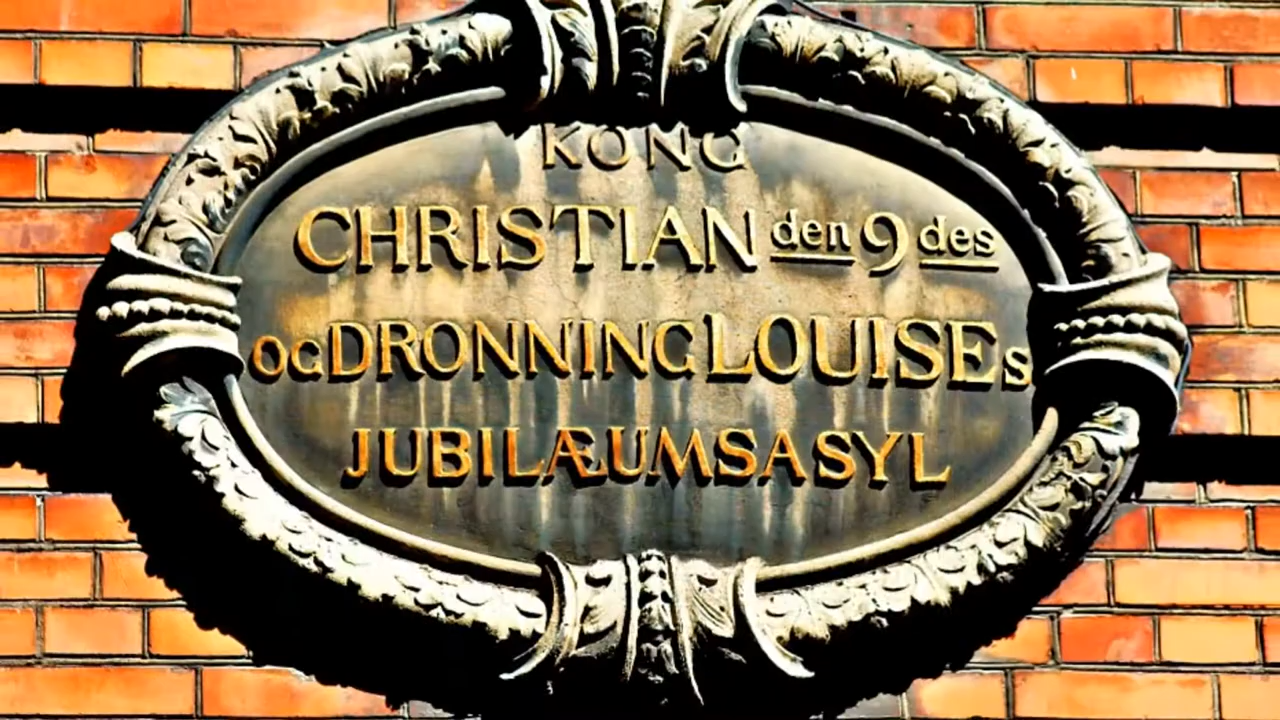 KONG
CHRISTIAN den 9 des
OG DRONNING LOUISES
JUBILÆUMSASYL